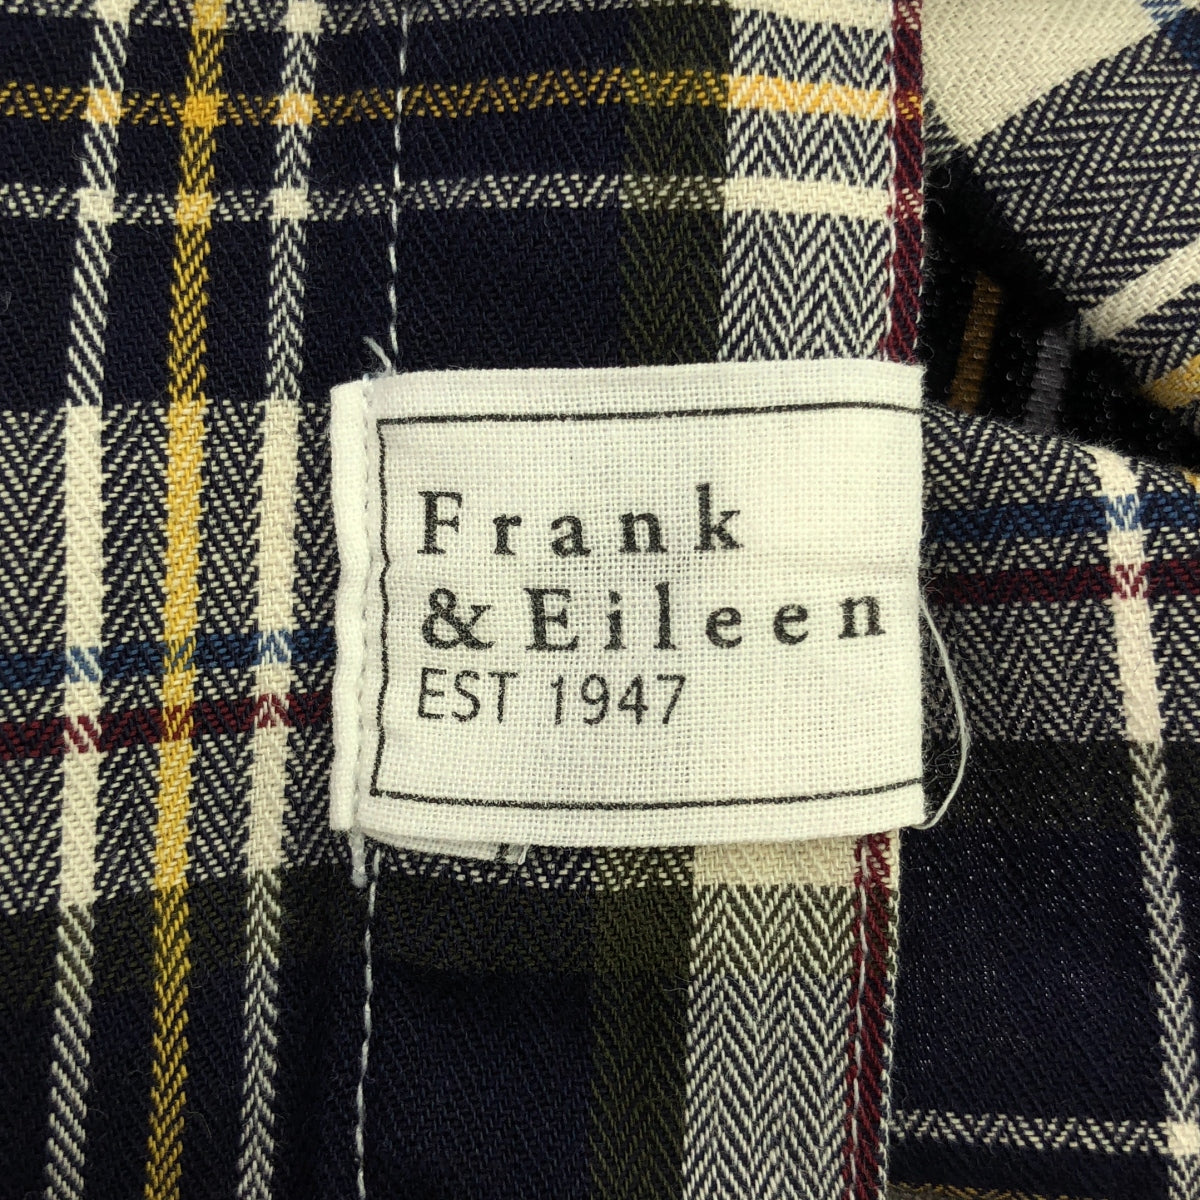 Frank
& Eileen
EST 1947